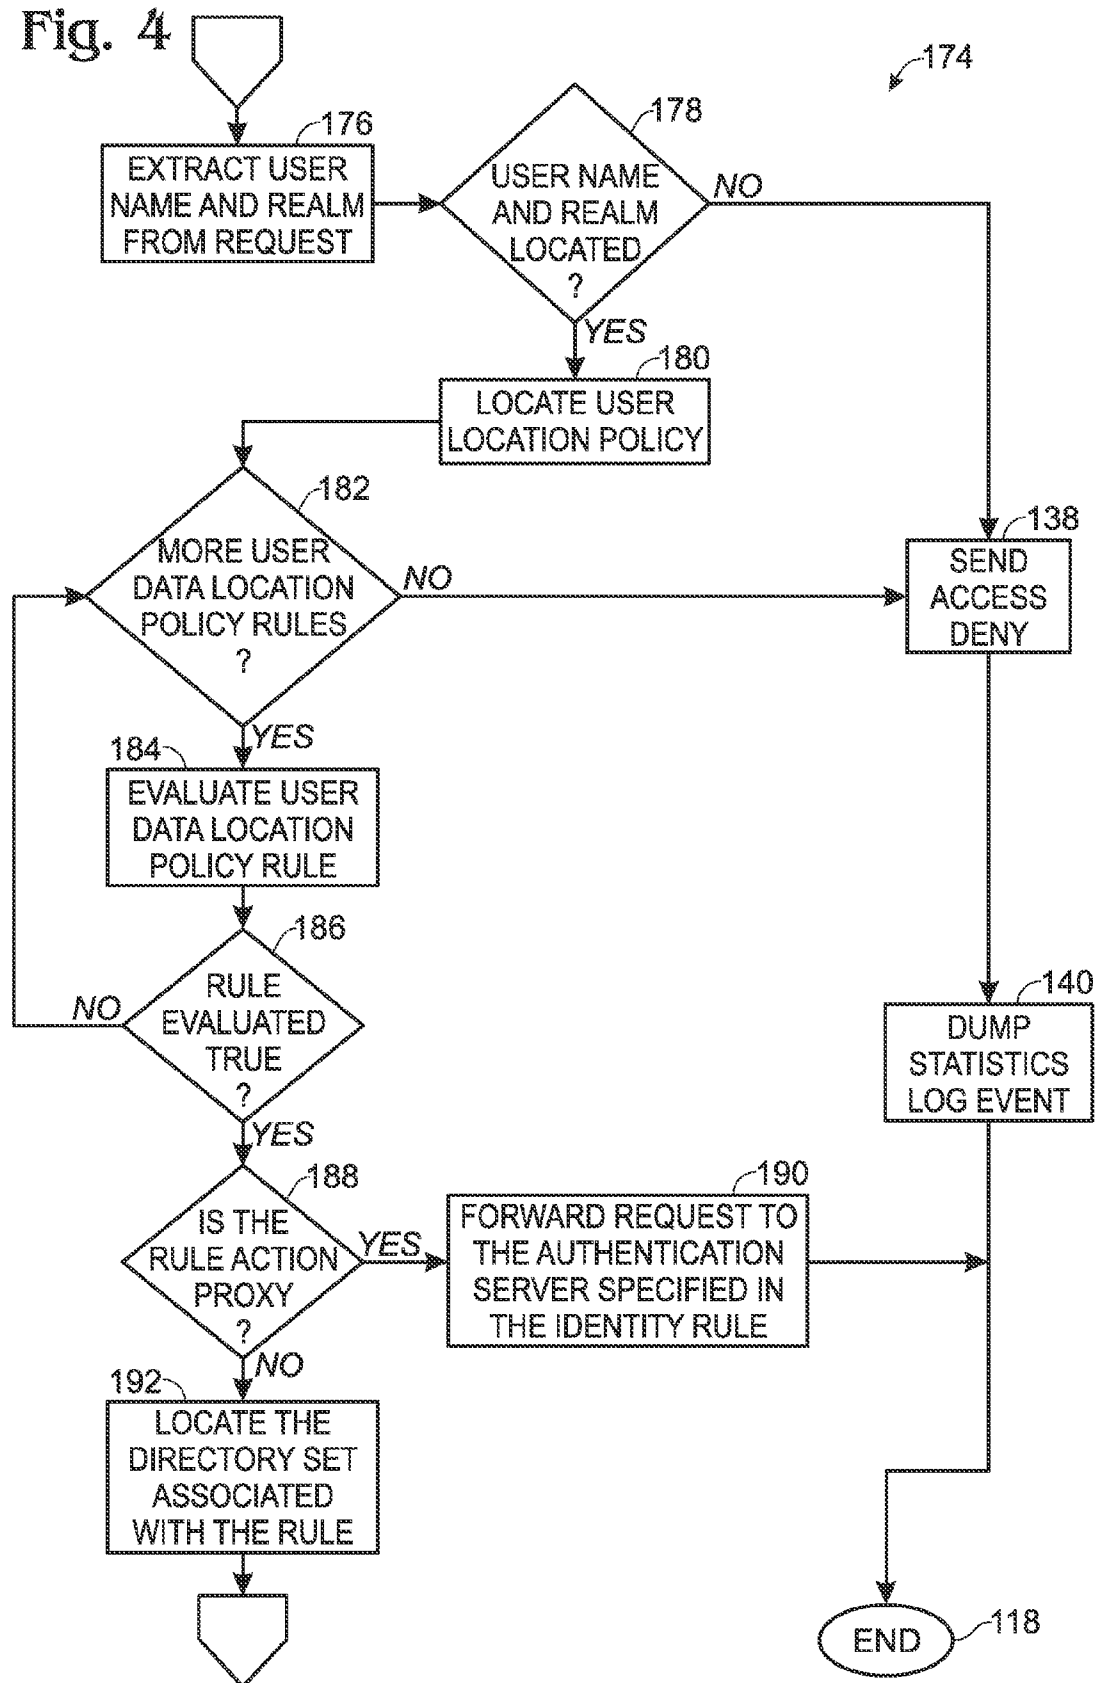 Fig. 4
174
176
EXTRACT USER
NAME AND REALM
FROM REQUEST
178
USER NAME
AND REALM
LOCATED
?
NO
YES
180
LOCATE USER
LOCATION POLICY
182
MORE USER
DATA LOCATION
POLICY RULES
?
NO
138
SEND
ACCESS
DENY
YES
184
EVALUATE USER
DATA LOCATION
POLICY RULE
186
RULE
EVALUATED
TRUE
?
NO
140
DUMP
STATISTICS
LOG EVENT
YES
188
IS THE
RULE ACTION
PROXY
?
YES
190
FORWARD REQUEST TO
THE AUTHENTICATION
SERVER SPECIFIED IN
THE IDENTITY RULE
NO
192
LOCATE THE
DIRECTORY SET
ASSOCIATED
WITH THE RULE
END
118